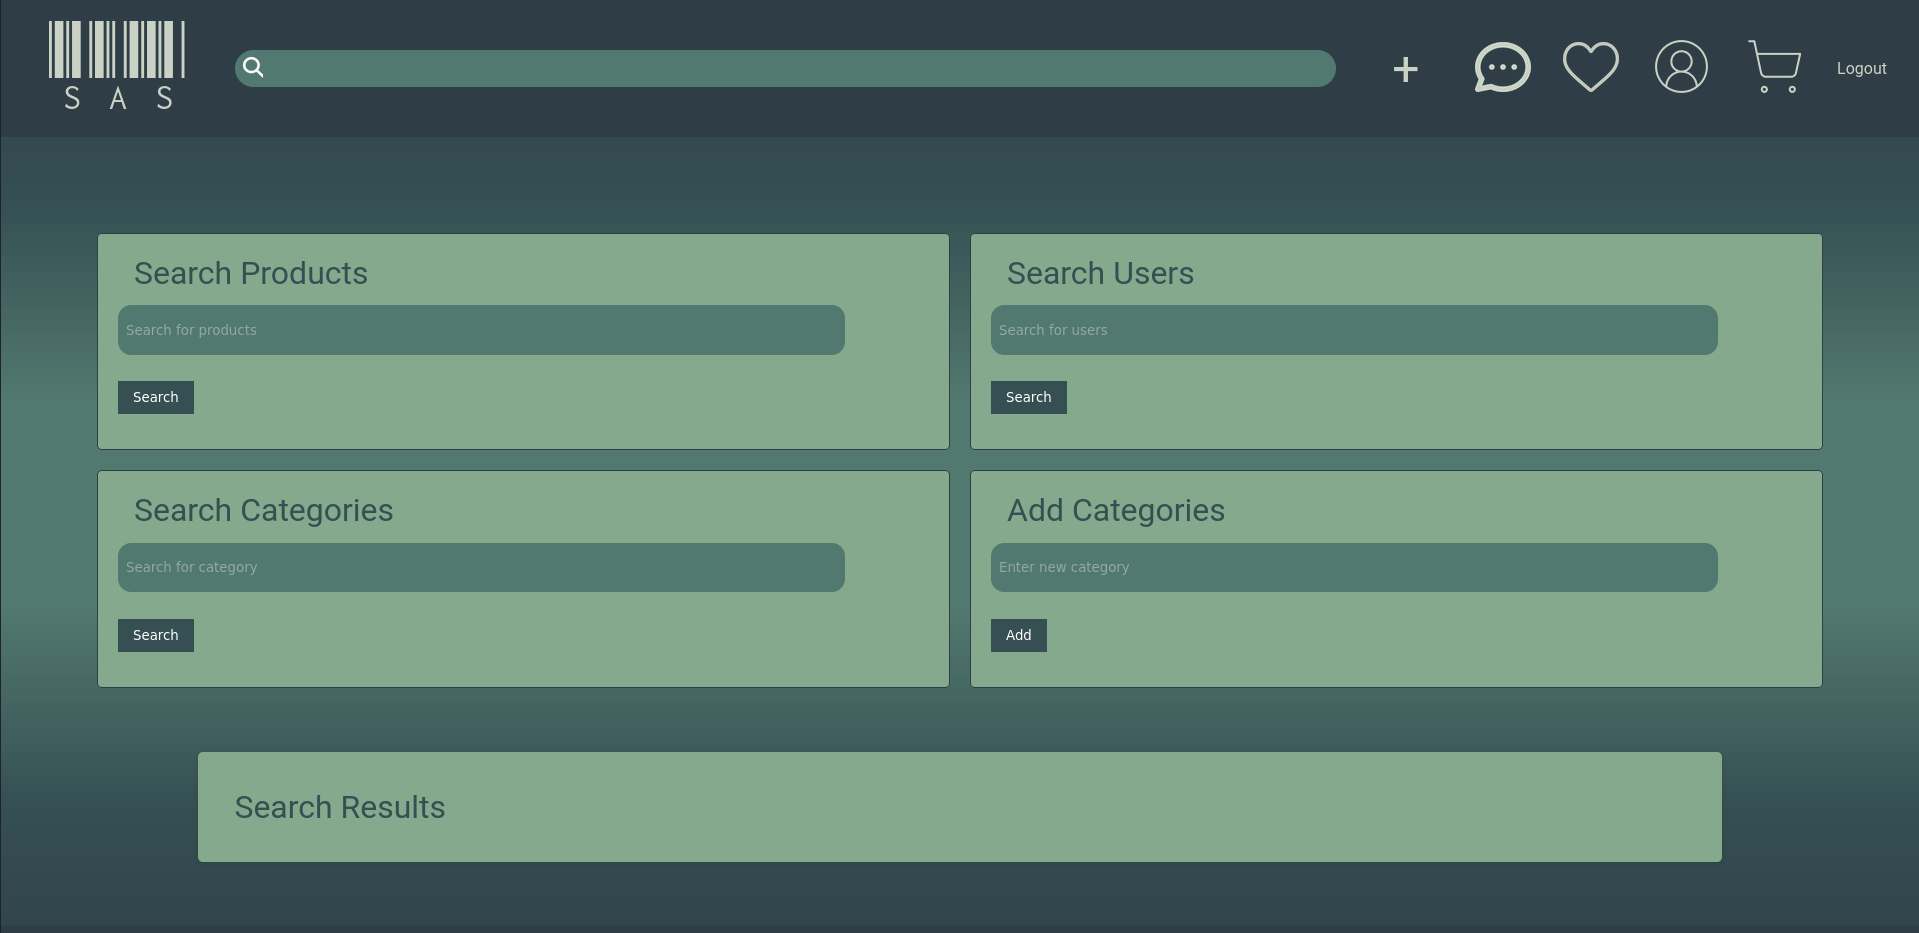 S A S
Logout
Search Products
Search for products
Search
Search Users
Search for users
Search
Search Categories
Search for category
Search
Add Categories
Enter new category
Add
Search Results